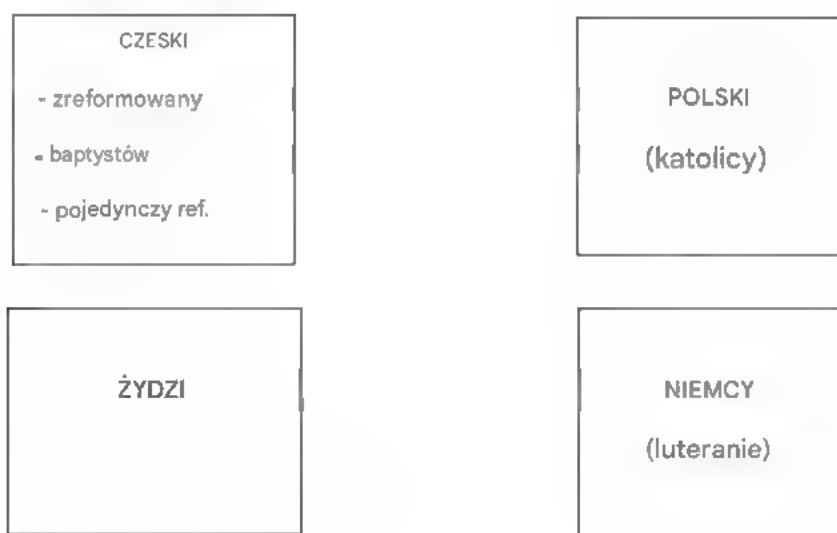 CZESKI
- zreformowany
- baptystów
- pojedynczy ref.
POLSKI
(katolicy)
ŻYDZI
NIEMCY
(luteranie)